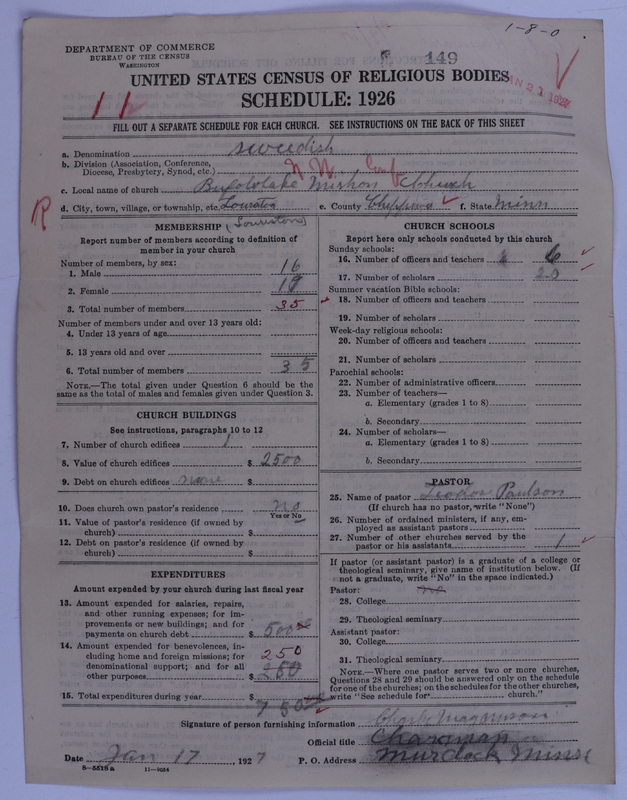 1-8-0
DEPARTMENT OF COMMERCE
BUREAU OF THE CENSUS
WASHINGTON
149
UNITED STATES CENSUS OF RELIGIOUS BODIES
SCHEDULE: 1926
JAN 21 1927
FILL OUT A SEPARATE SCHEDULE FOR EACH CHURCH. SEE INSTRUCTIONS ON THE BACK OF THIS SHEET
a. Denomination Swedish
b. Division (Association, Conference, Diocese, Presbytery, Synod, etc.) N. W. Conf
c. Local name of church Mishon Chhurch
d. City, town, village, or township, etc. Louraton e. County Cheppewa f. State Minn
R
(Louriston)
MEMBERSHIP
Report number of members according to definition of member in your church
Number of members, by sex:
1. Male 16
2. Female 19
3. Total number of members 35
Number of members under and over 13 years old:
4. Under 13 years of age
5. 13 years old and over
6. Total number of members 35
NOTE.—The total given under Question 6 should be the same as the total of males and females given under Question 3.
CHURCH BUILDINGS
See instructions, paragraphs 10 to 12
7. Number of church edifices 1
8. Value of church edifices $ 2500
9. Debt on church edifices none $
10. Does church own pastor's residence no
Yes or No
11. Value of pastor's residence (if owned by church) $
12. Debt on pastor's residence (if owned by church) $
EXPENDITURES
Amount expended by your church during last fiscal year
13. Amount expended for salaries, repairs, and other running expenses; for improvements or new buildings; and for payments on church debt $ 500
14. Amount expended for benevolences, including home and foreign missions; for denominational support; and for all other purposes $ 250
250
15. Total expenditures during year $ 750
CHURCH SCHOOLS
Report here only schools conducted by this church
Sunday schools:
16. Number of officers and teachers 6
17. Number of scholars 20
Summer vacation Bible schools:
18. Number of officers and teachers
19. Number of scholars
Week-day religious schools:
20. Number of officers and teachers
21. Number of scholars
Parochial schools:
22. Number of administrative officers
23. Number of teachers—
a. Elementary (grades 1 to 8)
b. Secondary
24. Number of scholars—
a. Elementary (grades 1 to 8)
b. Secondary
PASTOR
25. Name of pastor Teodor Paulson
(If church has no pastor, write "None")
26. Number of ordained ministers, if any, employed as assistant pastors
27. Number of other churches served by the pastor or his assistants 1
If pastor (or assistant pastor) is a graduate of a college or theological seminary, give name of institution below. (If not a graduate, write "No" in the space indicated.)
Pastor: no
28. College
29. Theological seminary
Assistant pastor:
30. College
31. Theological seminary
NOTE.—Where one pastor serves two or more churches, Questions 28 and 29 should be answered only on the schedule for one of the churches; on the schedules for the other churches, write "See schedule for church."
Signature of person furnishing information
Official title Charman
Date Jan 17, 1927 P. O. Address Murdock Minn
8—5518a 11—9064